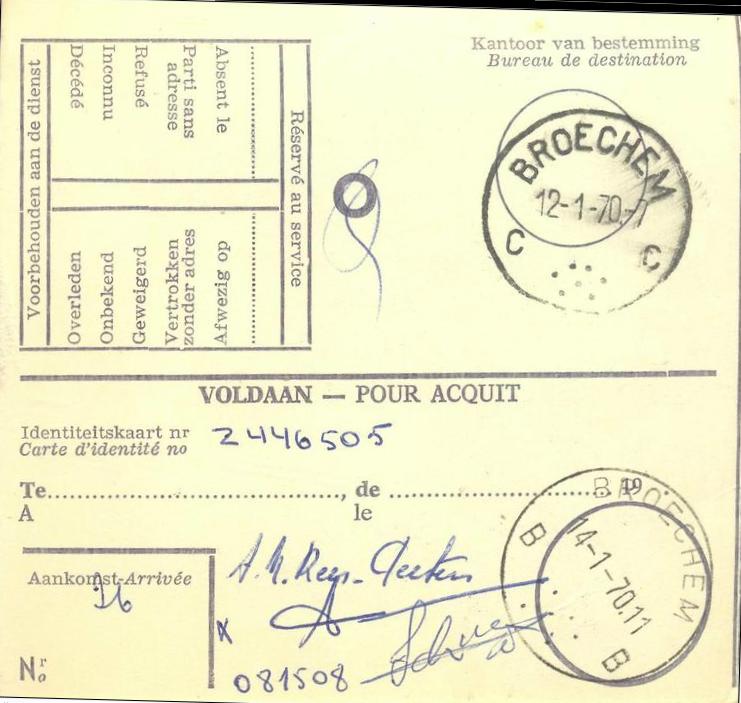 Kantoor van bestemming
Bureau de destination
BROECHEM
12-1-70.-7
C C
Voorbehouden aan de dienst
Décédé
Inconnu
Refusé
Parti sans
adresse
Absent le
Réservé au service
Overleden
Onbekend
Geweigerd
Vertrokken
zonder adres
Afwezig op
VOLDAAN — POUR ACQUIT
Identiteitskaart nr 2446505
Carte d'identité no
Te................................., de ......................... 19
A le
BROECHEM
14-1-70.11
B B
Aankomst-Arrivée
76
A. M.
x
081508
Nr
o